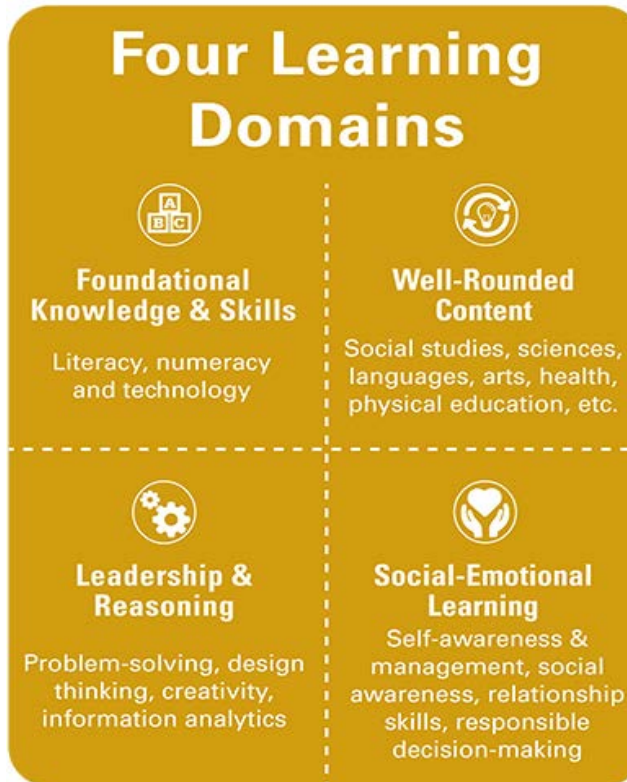 Four Learning
Domains
A
B C
Foundational
Knowledge & Skills
Literacy, numeracy
and technology
Well-Rounded
Content
Social studies, sciences,
languages, arts, health,
physical education, etc.
Leadership &
Reasoning
Problem-solving, design
thinking, creativity,
information analytics
Social-Emotional
Learning
Self-awareness &
management, social
awareness, relationship
skills, responsible
decision-making